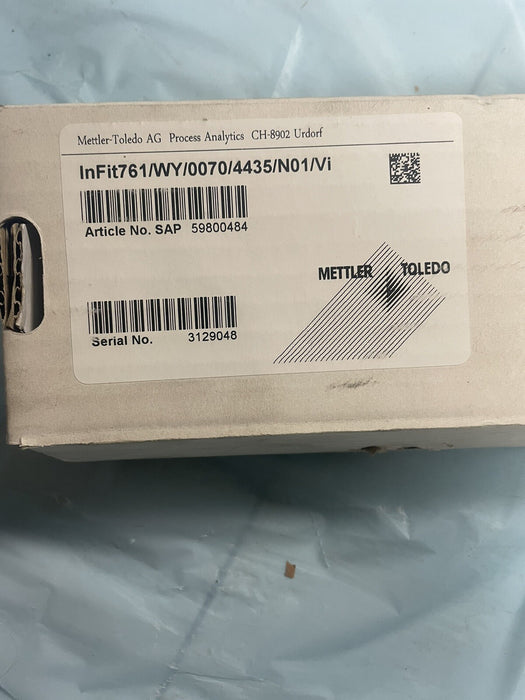 Mettler-Toledo AG Process Analytics CH-8902 Urdorf
InFit761/WY/0070/4435/N01/Vi
Article No. SAP 59800484
METTLER TOLEDO
Serial No. 3129048